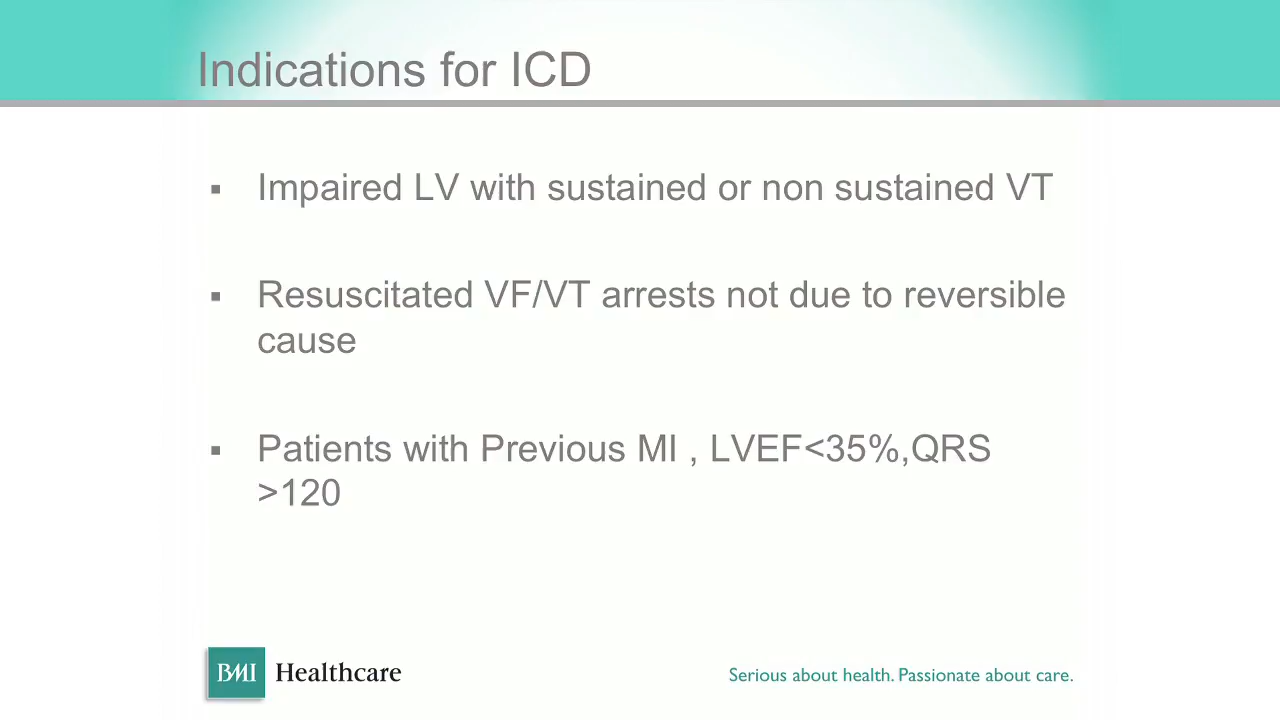 Indications for ICD
▪ Impaired LV with sustained or non sustained VT
▪ Resuscitated VF/VT arrests not due to reversible
cause
▪ Patients with Previous MI , LVEF<35%,QRS
>120
BMI Healthcare
Serious about health. Passionate about care.